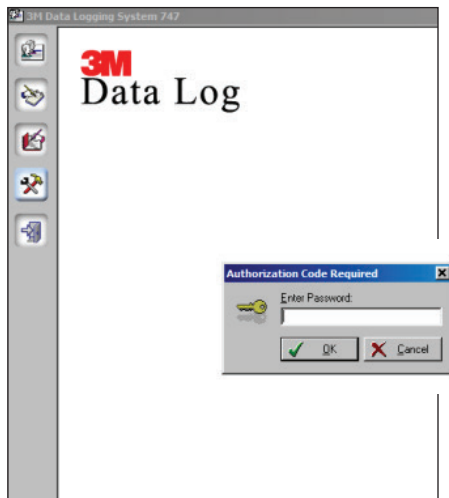 3M Data Logging System 747
3M
Data Log
Authorization Code Required
Enter Password:
OK
Cancel